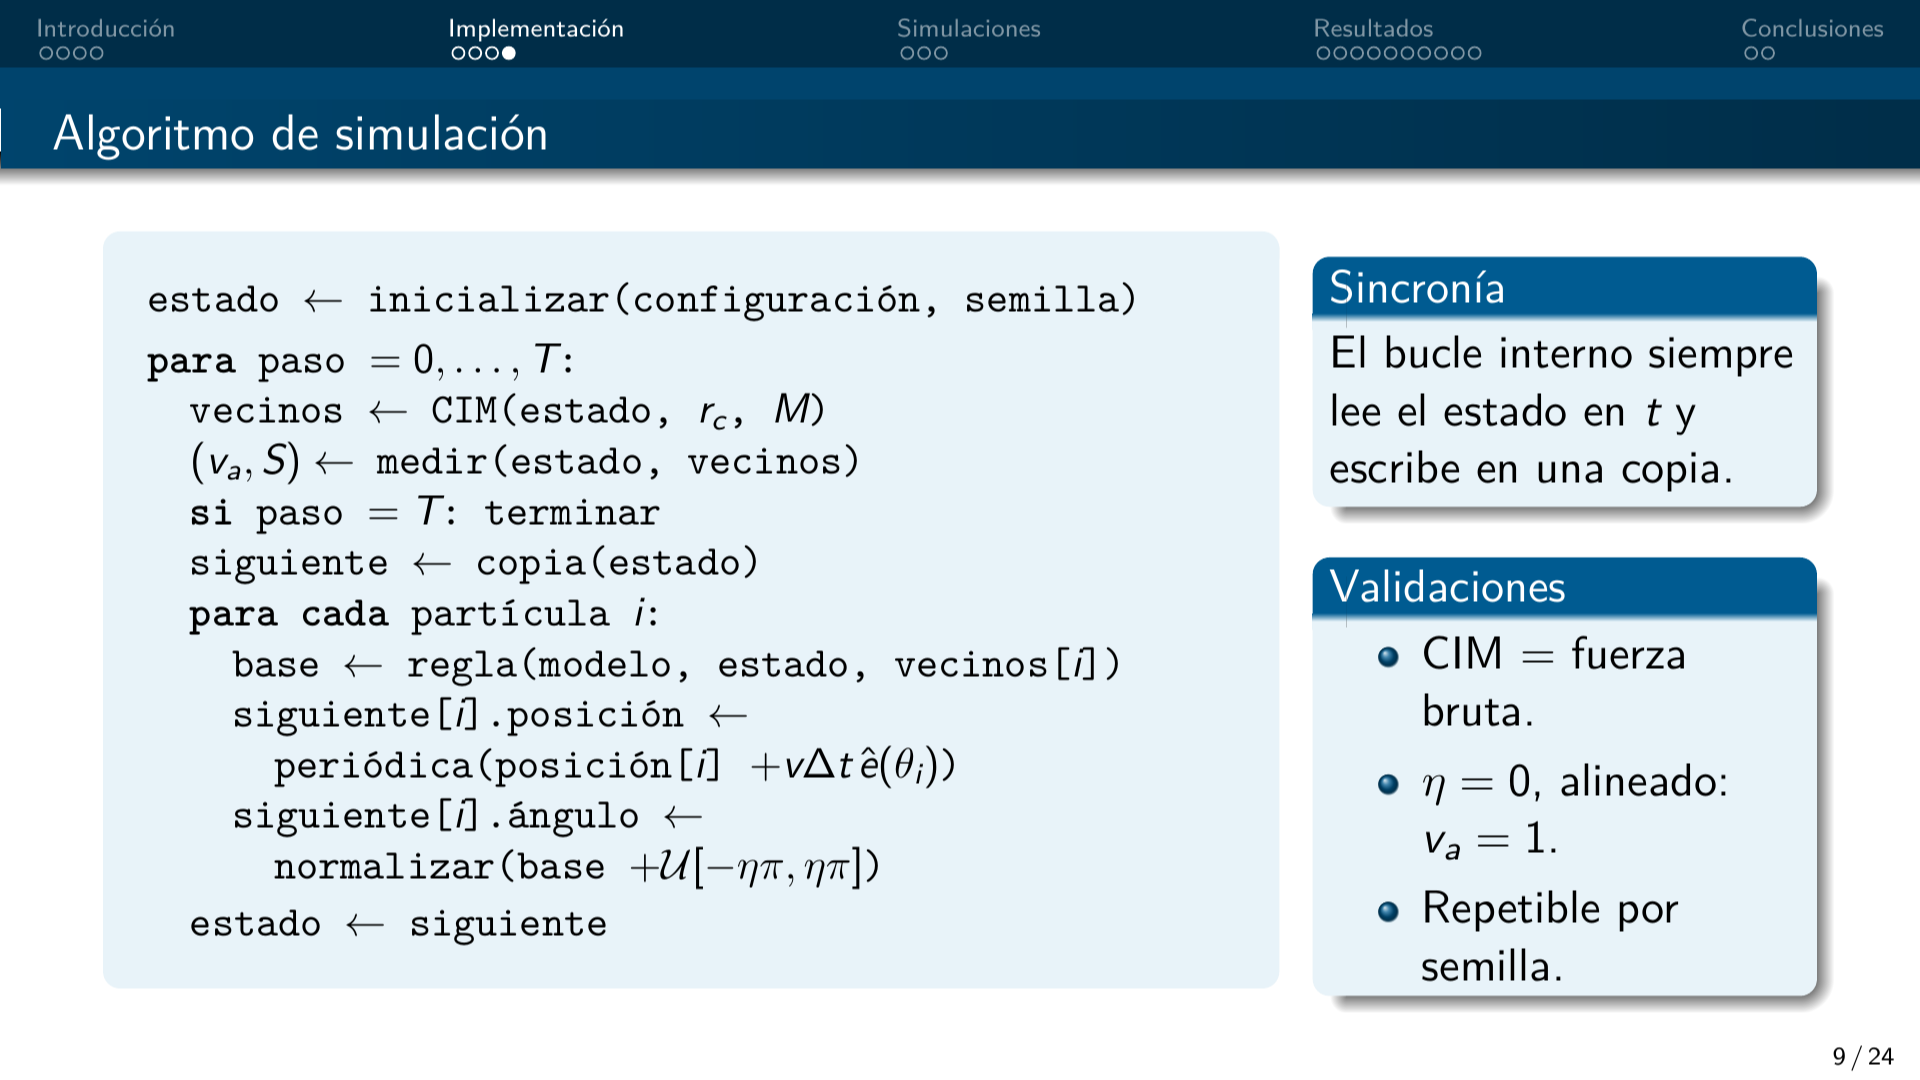 Introducción
Implementación
Simulaciones
Resultados
Conclusiones
Algoritmo de simulación
estado ← inicializar(configuración, semilla)
para paso = 0, . . . , T:
vecinos ← CIM(estado, r_c, M)
(v_a, S) ← medir(estado, vecinos)
si paso = T: terminar
siguiente ← copia(estado)
para cada partícula i:
base ← regla(modelo, estado, vecinos[i])
siguiente[i].posición ←
periódica(posición[i] +vΔt ê(θ_i))
siguiente[i].ángulo ←
normalizar(base +𝒰[−ηπ, ηπ])
estado ← siguiente
Sincronía
El bucle interno siempre
lee el estado en t y
escribe en una copia.
Validaciones
CIM = fuerza
bruta.
η = 0, alineado:
v_a = 1.
Repetible por
semilla.
9 / 24